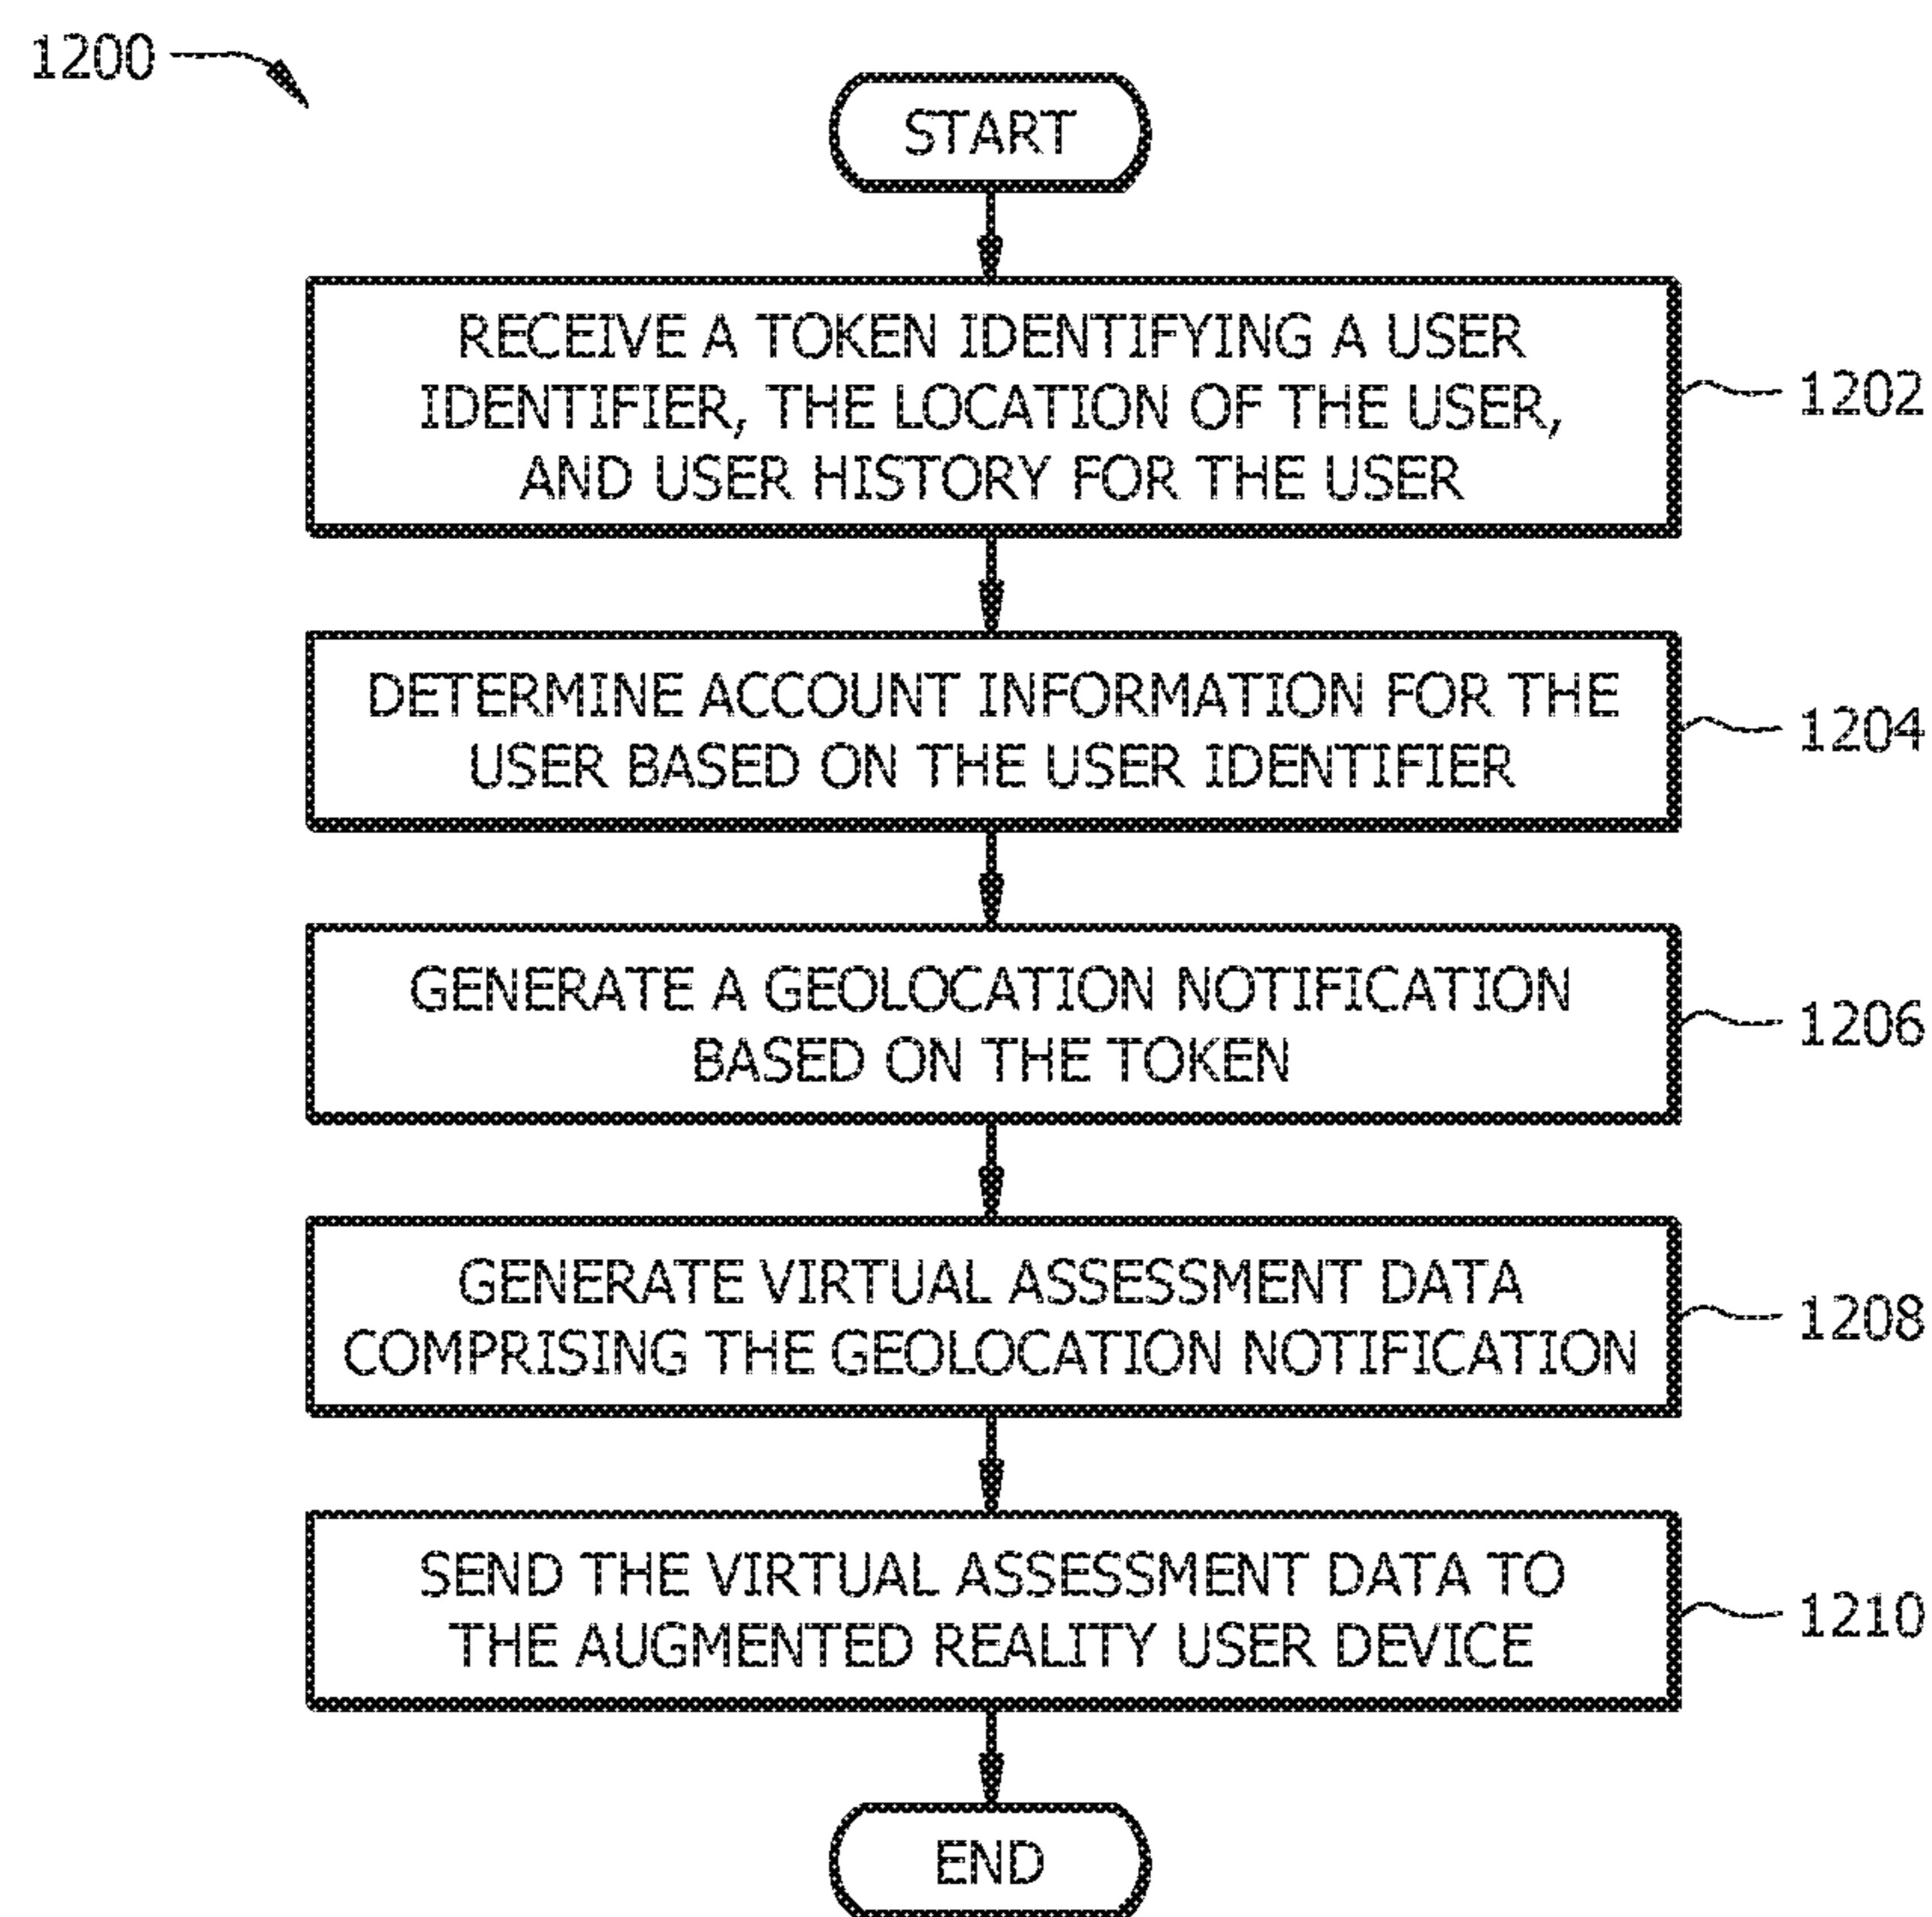 1200
START
RECEIVE A TOKEN IDENTIFYING A USER
IDENTIFIER, THE LOCATION OF THE USER,
AND USER HISTORY FOR THE USER
1202
DETERMINE ACCOUNT INFORMATION FOR THE
USER BASED ON THE USER IDENTIFIER
1204
GENERATE A GEOLOCATION NOTIFICATION
BASED ON THE TOKEN
1206
GENERATE VIRTUAL ASSESSMENT DATA
COMPRISING THE GEOLOCATION NOTIFICATION
1208
SEND THE VIRTUAL ASSESSMENT DATA TO
THE AUGMENTED REALITY USER DEVICE
1210
END